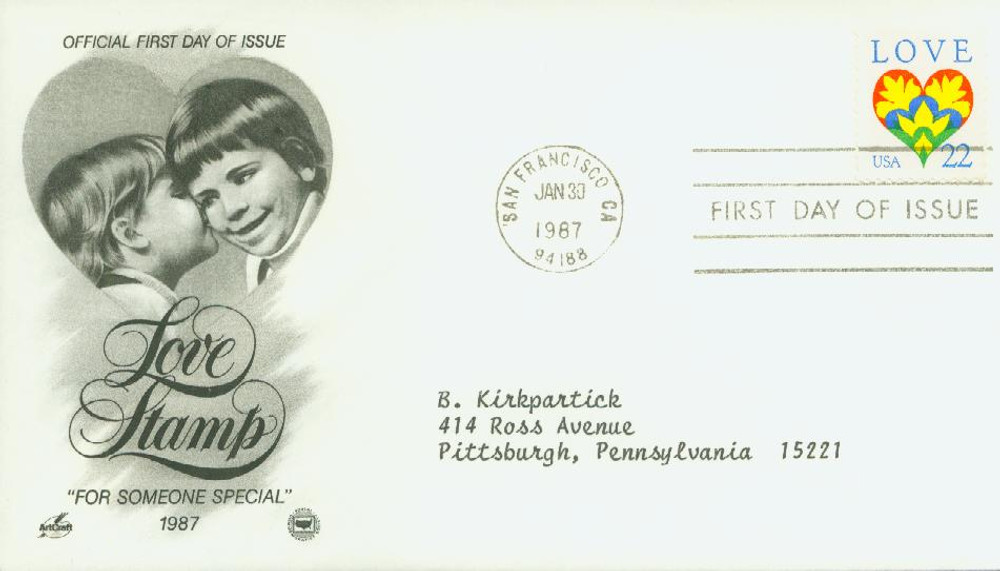 OFFICIAL FIRST DAY OF ISSUE
LOVE
USA 22
SAN FRANCISCO CA
JAN 30
1987
94188
FIRST DAY OF ISSUE
Love
Stamp
"FOR SOMEONE SPECIAL"
1987
ArtCraft
B. Kirkpartick
414 Ross Avenue
Pittsburgh, Pennsylvania 15221